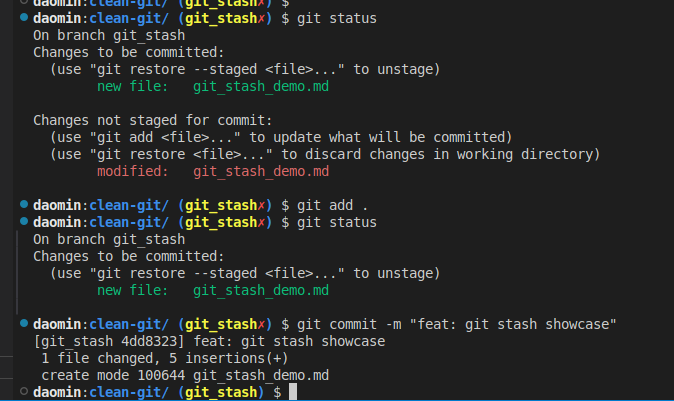 daomin:clean-git/ (git_stash✗) $
daomin:clean-git/ (git_stash✗) $ git status
On branch git_stash
Changes to be committed:
  (use "git restore --staged <file>..." to unstage)
        new file:   git_stash_demo.md

Changes not staged for commit:
  (use "git add <file>..." to update what will be committed)
  (use "git restore <file>..." to discard changes in working directory)
        modified:   git_stash_demo.md

daomin:clean-git/ (git_stash✗) $ git add .
daomin:clean-git/ (git_stash✗) $ git status
On branch git_stash
Changes to be committed:
  (use "git restore --staged <file>..." to unstage)
        new file:   git_stash_demo.md

daomin:clean-git/ (git_stash✗) $ git commit -m "feat: git stash showcase"
[git_stash 4dd8323] feat: git stash showcase
 1 file changed, 5 insertions(+)
 create mode 100644 git_stash_demo.md
daomin:clean-git/ (git_stash) $